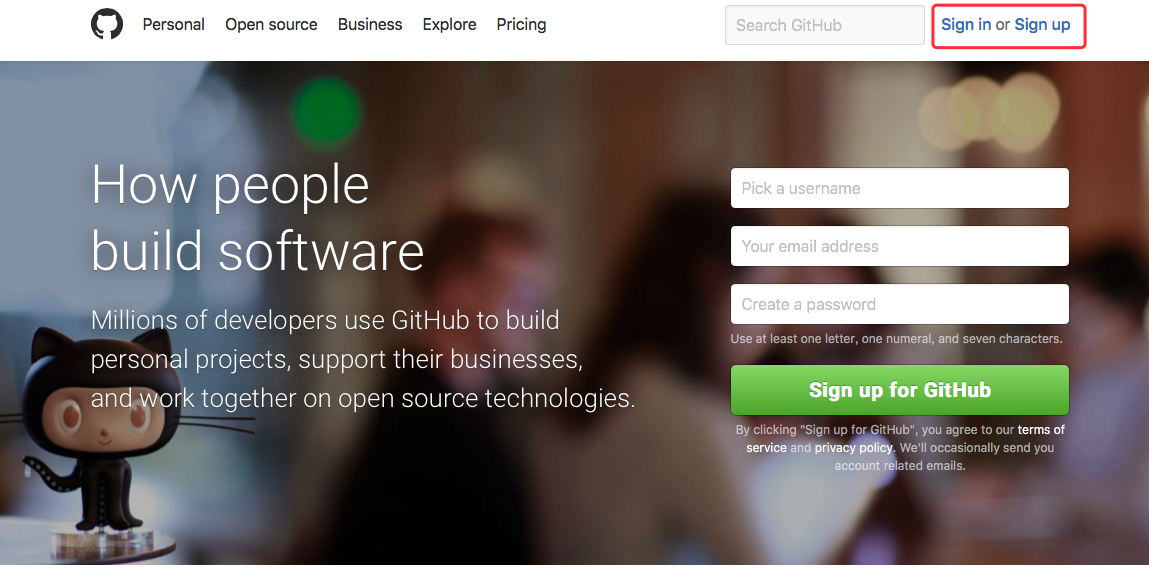 Personal Open source Business Explore Pricing Search GitHub Sign in or Sign up
How people
build software
Millions of developers use GitHub to build
personal projects, support their businesses,
and work together on open source technologies.
Pick a username
Your email address
Create a password
Use at least one letter, one numeral, and seven characters.
Sign up for GitHub
By clicking "Sign up for GitHub", you agree to our terms of
service and privacy policy. We'll occasionally send you
account related emails.